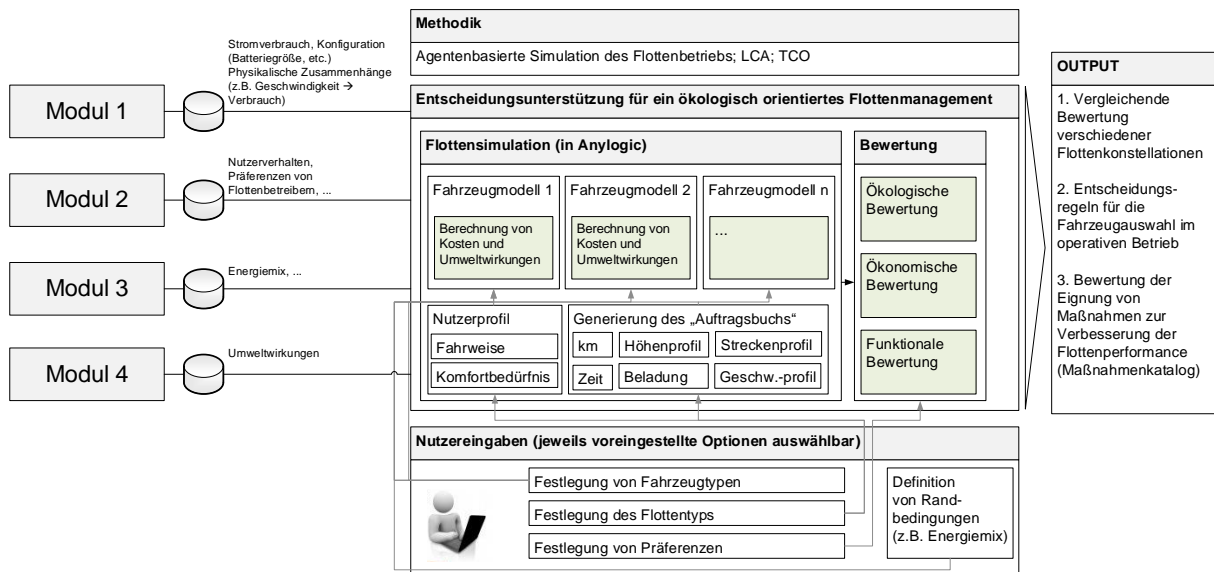 Methodik
Agentenbasierte Simulation des Flottenbetriebs; LCA; TCO
Modul 1
Stromverbrauch, Konfiguration
(Batteriegröße, etc.)
Physikalische Zusammenhänge
(z.B. Geschwindigkeit →
Verbrauch)
Modul 2
Nutzerverhalten,
Präferenzen von
Flottenbetreibern, ...
Modul 3
Energiemix, ...
Modul 4
Umweltwirkungen
Entscheidungsunterstützung für ein ökologisch orientiertes Flottenmanagement
Flottensimulation (in Anylogic)
Fahrzeugmodell 1
Berechnung von
Kosten und
Umweltwirkungen
Fahrzeugmodell 2
Berechnung von
Kosten und
Umweltwirkungen
Fahrzeugmodell n
...
Nutzerprofil
Fahrweise
Komfortbedürfnis
Generierung des „Auftragsbuchs“
km
Höhenprofil
Streckenprofil
Zeit
Beladung
Geschw.-profil
Bewertung
Ökologische
Bewertung
Ökonomische
Bewertung
Funktionale
Bewertung
Nutzereingaben (jeweils voreingestellte Optionen auswählbar)
Festlegung von Fahrzeugtypen
Festlegung des Flottentyps
Festlegung von Präferenzen
Definition
von Rand-
bedingungen
(z.B. Energiemix)
OUTPUT
1. Vergleichende
Bewertung
verschiedener
Flottenkonstellationen
2. Entscheidungs-
regeln für die
Fahrzeugauswahl im
operativen Betrieb
3. Bewertung der
Eignung von
Maßnahmen zur
Verbesserung der
Flottenperformance
(Maßnahmenkatalog)